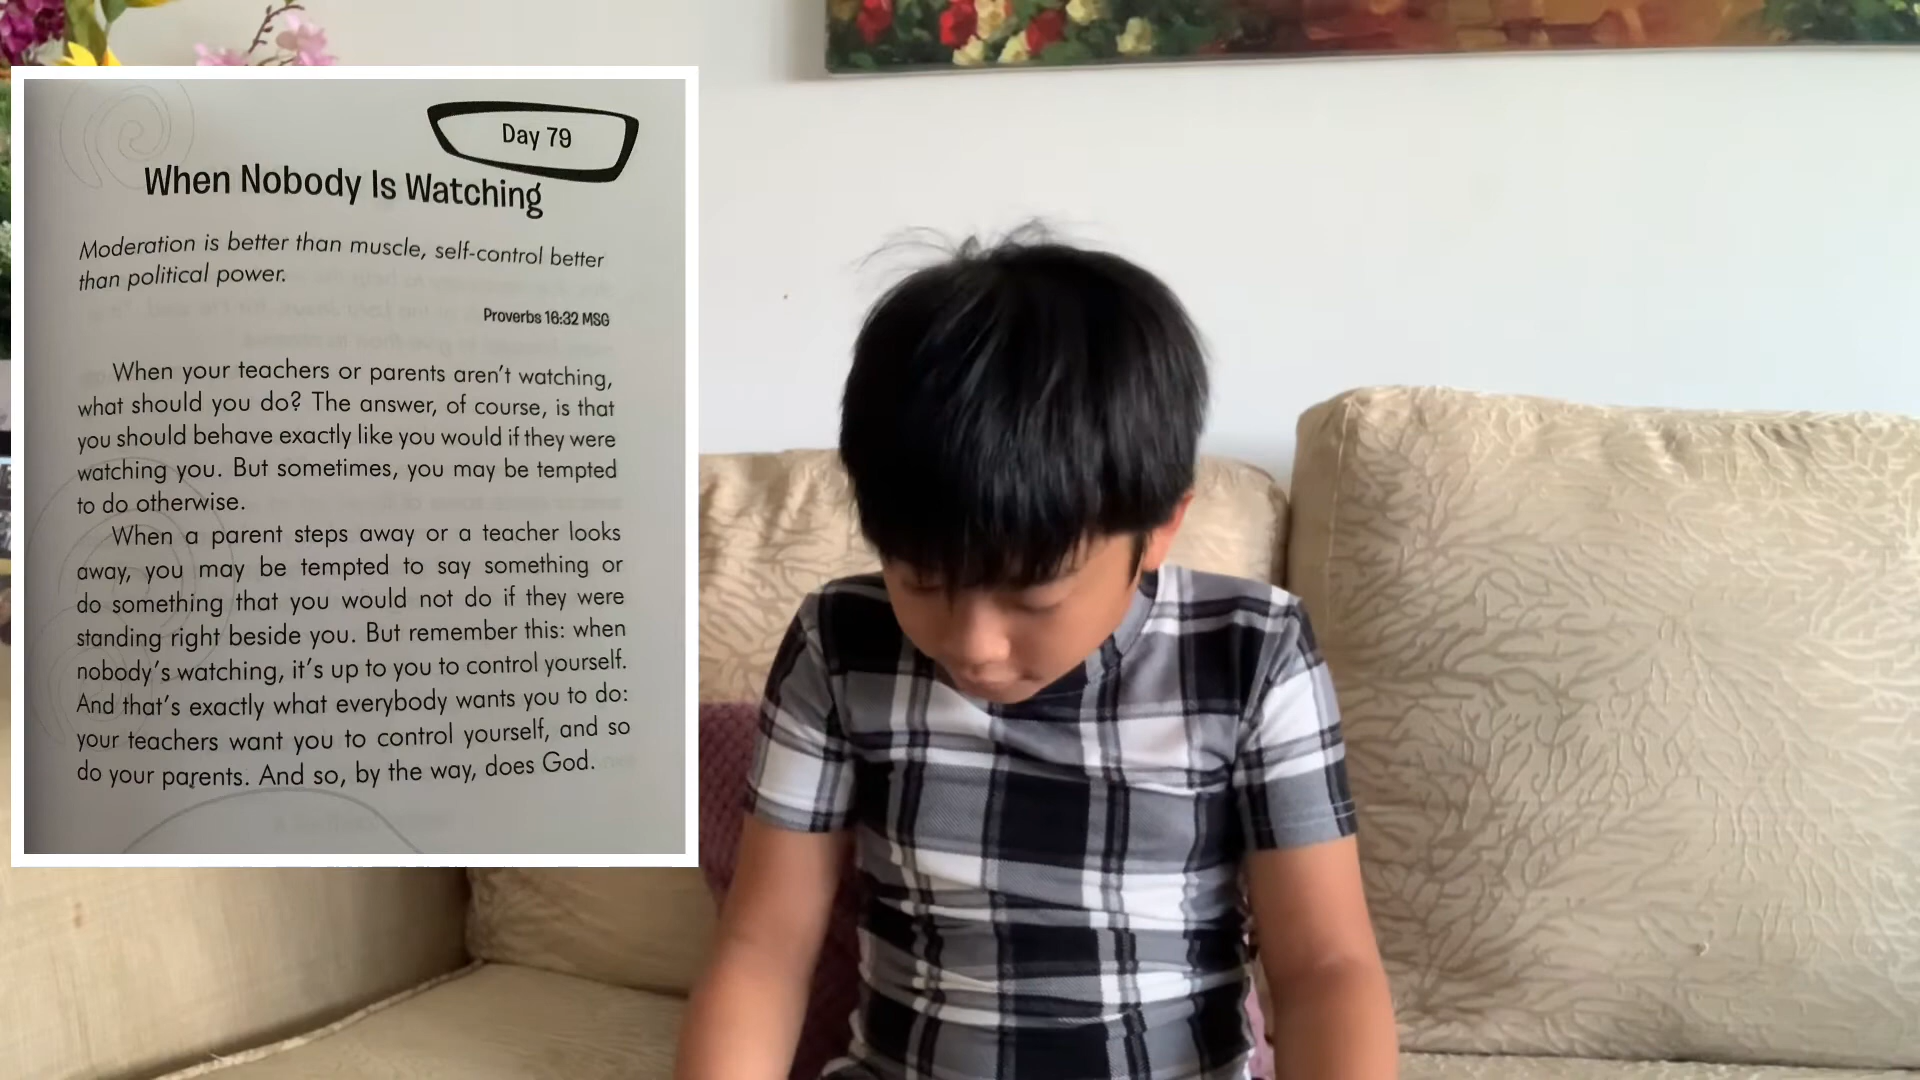 Day 79
When Nobody Is Watching
Moderation is better than muscle, self-control better
than political power.
Proverbs 16:32 MSG
When your teachers or parents aren't watching,
what should you do? The answer, of course, is that
you should behave exactly like you would if they were
watching you. But sometimes, you may be tempted
to do otherwise.
When a parent steps away or a teacher looks
away, you may be tempted to say something or
do something that you would not do if they were
standing right beside you. But remember this: when
nobody's watching, it's up to you to control yourself.
And that's exactly what everybody wants you to do:
your teachers want you to control yourself, and so
do your parents. And so, by the way, does God.